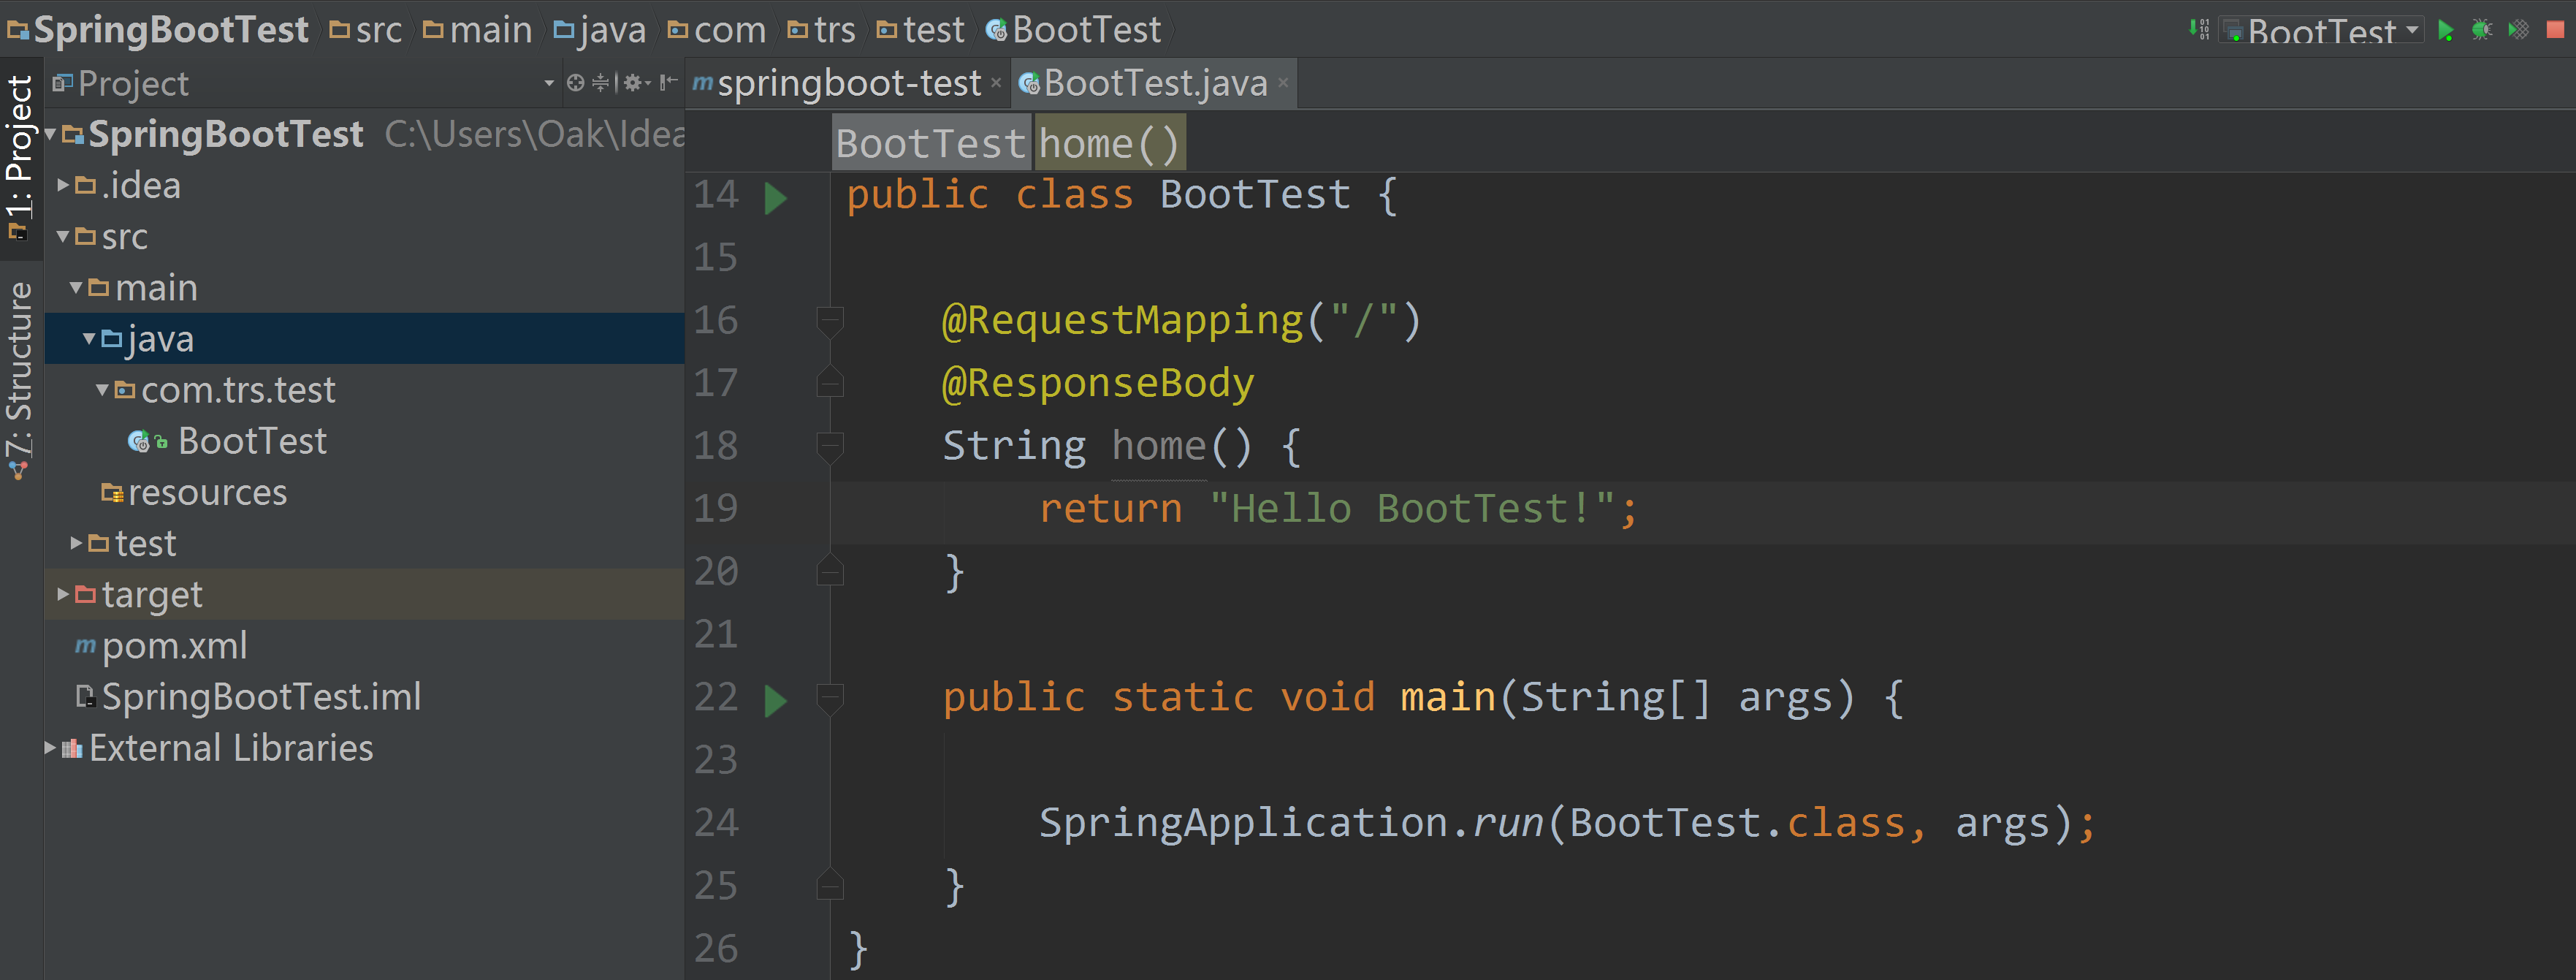 SpringBootTest src main java com trs test BootTest BootTest
Project
springboot-test BootTest.java
1: Project
7: Structure
SpringBootTest C:\Users\Oak\Idea
.idea
src
main
java
com.trs.test
BootTest
resources
test
target
pom.xml
SpringBootTest.iml
External Libraries
BootTest home()
14 public class BootTest {
15
16 @RequestMapping("/")
17 @ResponseBody
18 String home() {
19 return "Hello BootTest!";
20 }
21
22 public static void main(String[] args) {
23
24 SpringApplication.run(BootTest.class, args);
25 }
26 }